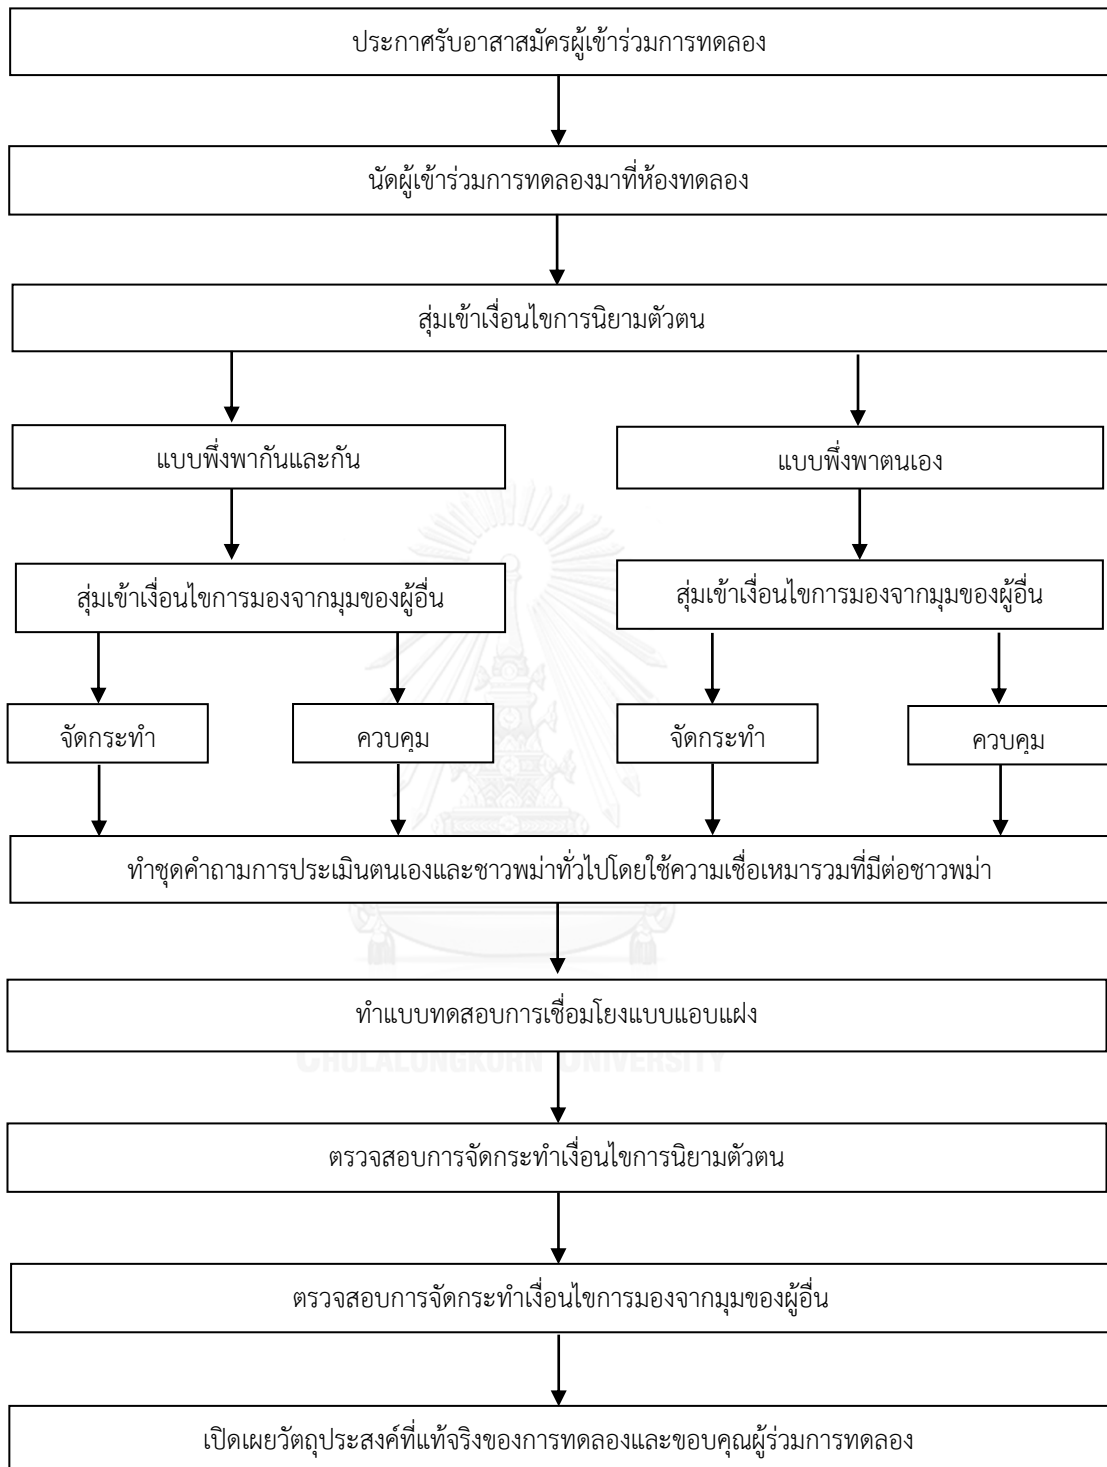 ประกาศรับอาสาสมัครผู้เข้าร่วมการทดลอง
นัดผู้เข้าร่วมการทดลองมาที่ห้องทดลอง
สุ่มเข้าเงื่อนไขการนิยามตัวตน
แบบพึ่งพากันและกัน
แบบพึ่งพาตนเอง
สุ่มเข้าเงื่อนไขการมองจากมุมของผู้อื่น
สุ่มเข้าเงื่อนไขการมองจากมุมของผู้อื่น
จัดกระทำ
ควบคุม
จัดกระทำ
ควบคุม
ทำชุดคำถามการประเมินตนเองและชาวพม่าทั่วไปโดยใช้ความเชื่อเหมารวมที่มีต่อชาวพม่า
ทำแบบทดสอบการเชื่อมโยงแบบแอบแฝง
CHULALONGKORN UNIVERSITY
ตรวจสอบการจัดกระทำเงื่อนไขการนิยามตัวตน
ตรวจสอบการจัดกระทำเงื่อนไขการมองจากมุมของผู้อื่น
เปิดเผยวัตถุประสงค์ที่แท้จริงของการทดลองและขอบคุณผู้ร่วมการทดลอง